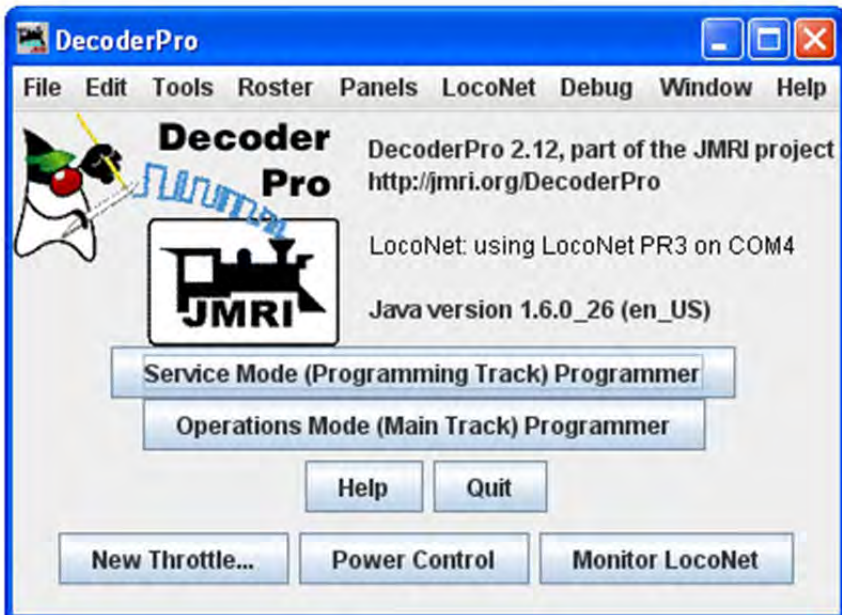 DecoderPro
File Edit Tools Roster Panels LocoNet Debug Window Help
Decoder
Pro
DecoderPro 2.12, part of the JMRI project
http://jmri.org/DecoderPro
LocoNet: using LocoNet PR3 on COM4
JMRI
Java version 1.6.0_26 (en_US)
Service Mode (Programming Track) Programmer
Operations Mode (Main Track) Programmer
Help Quit
New Throttle... Power Control Monitor LocoNet